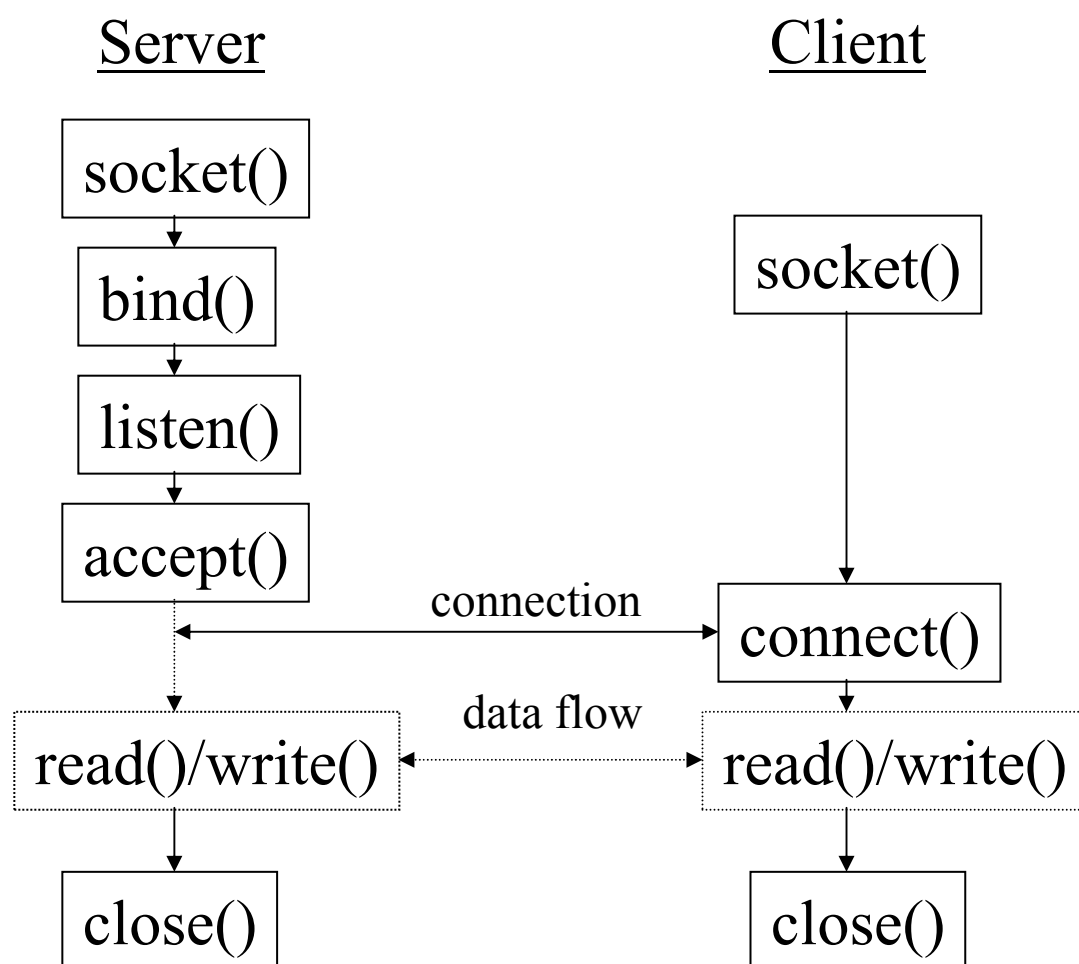 Server
Client
socket()
bind()
socket()
listen()
accept()
connection
connect()
data flow
read()/write()
read()/write()
close()
close()